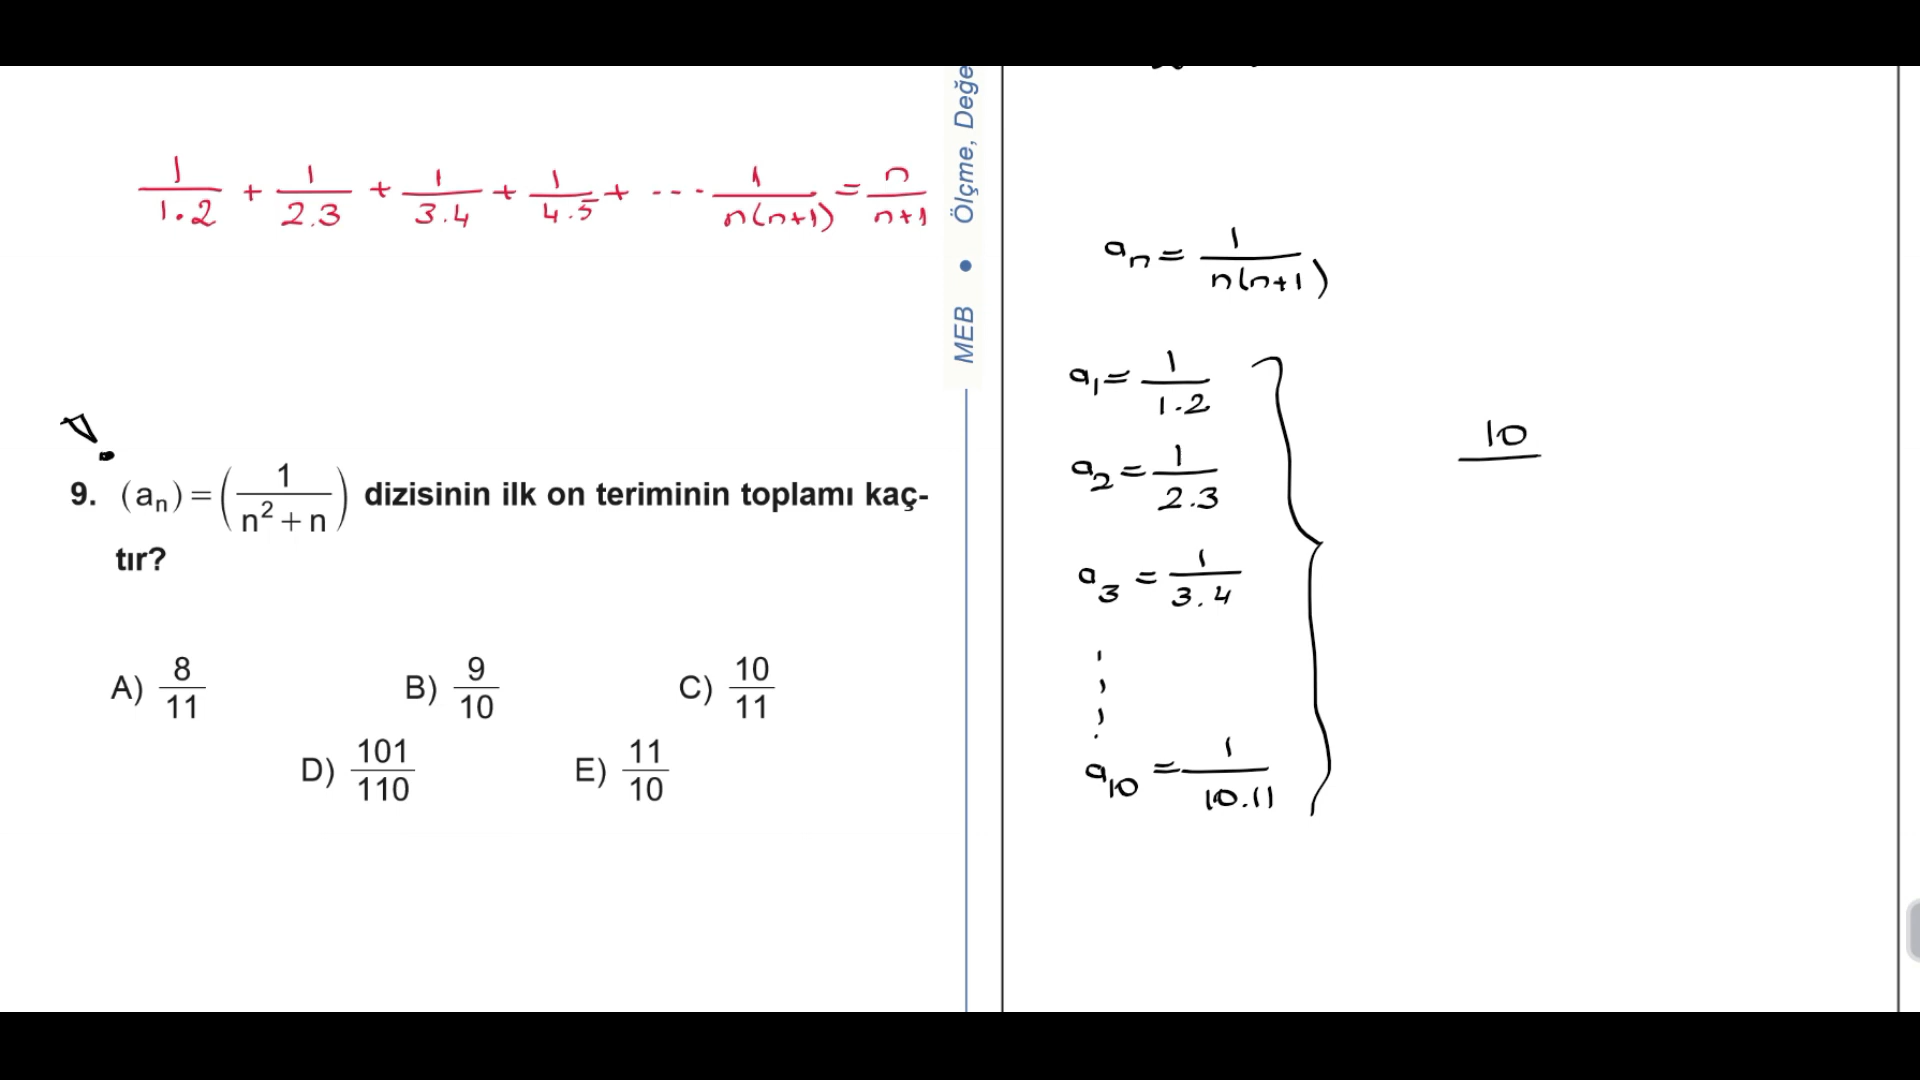 1/1.2 + 1/2.3 + 1/3.4 + 1/4.5 + --- 1/n(n+1) = n/n+1
MEB • Ölçme, Değe
9. (aₙ) = (1/n² + n) dizisinin ilk on teriminin toplamı kaç-
tır?
A) 8/11 B) 9/10 C) 10/11
D) 101/110 E) 11/10
aₙ = 1/n(n+1)
a₁ = 1/1.2
a₂ = 1/2.3
a₃ = 1/3.4
a₁₀ = 1/10.11
10